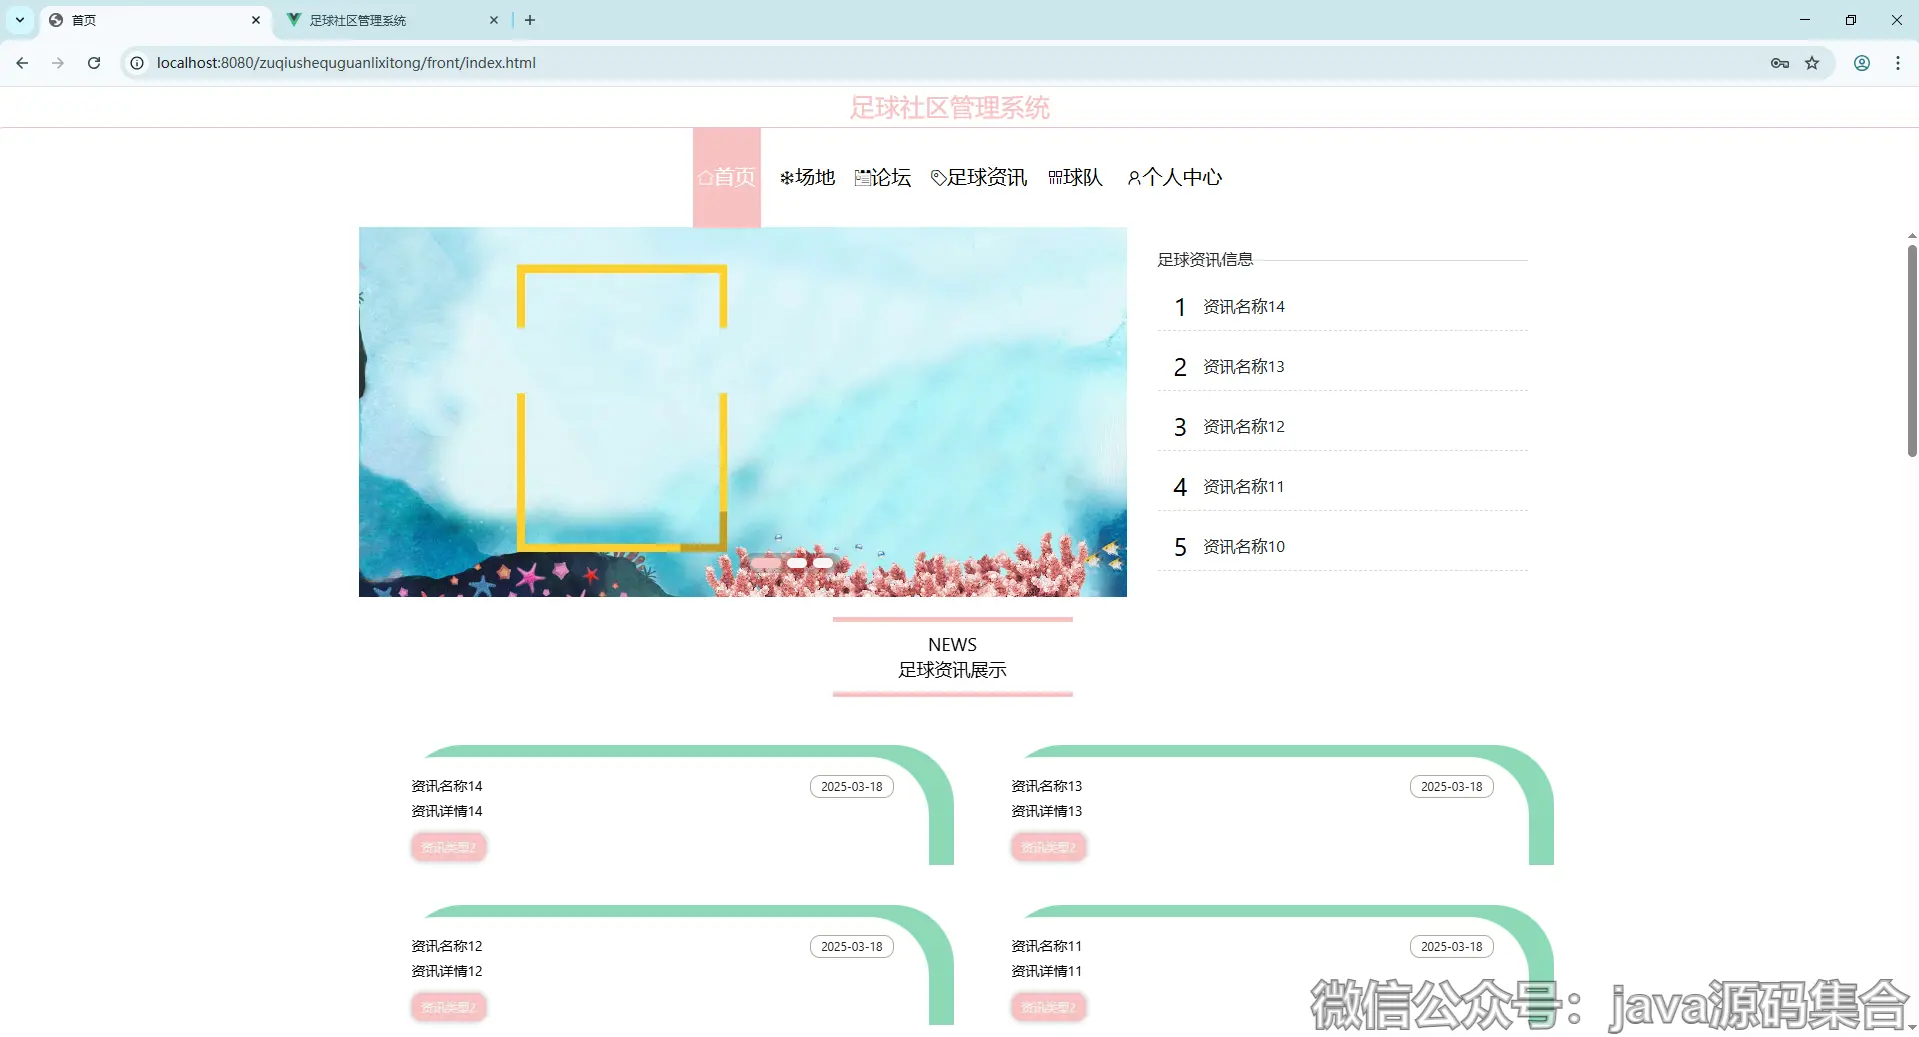 首页
足球社区管理系统
localhost:8080/zuqiushequguanlixitong/front/index.html
足球社区管理系统
首页
场地
论坛
足球资讯
球队
个人中心
足球资讯信息
1 资讯名称14
2 资讯名称13
3 资讯名称12
4 资讯名称11
5 资讯名称10
NEWS
足球资讯展示
资讯名称14
2025-03-18
资讯详情14
资讯类型2
资讯名称13
2025-03-18
资讯详情13
资讯类型2
资讯名称12
2025-03-18
资讯详情12
资讯类型2
资讯名称11
2025-03-18
资讯详情11
资讯类型2
微信公众号：java源码集合